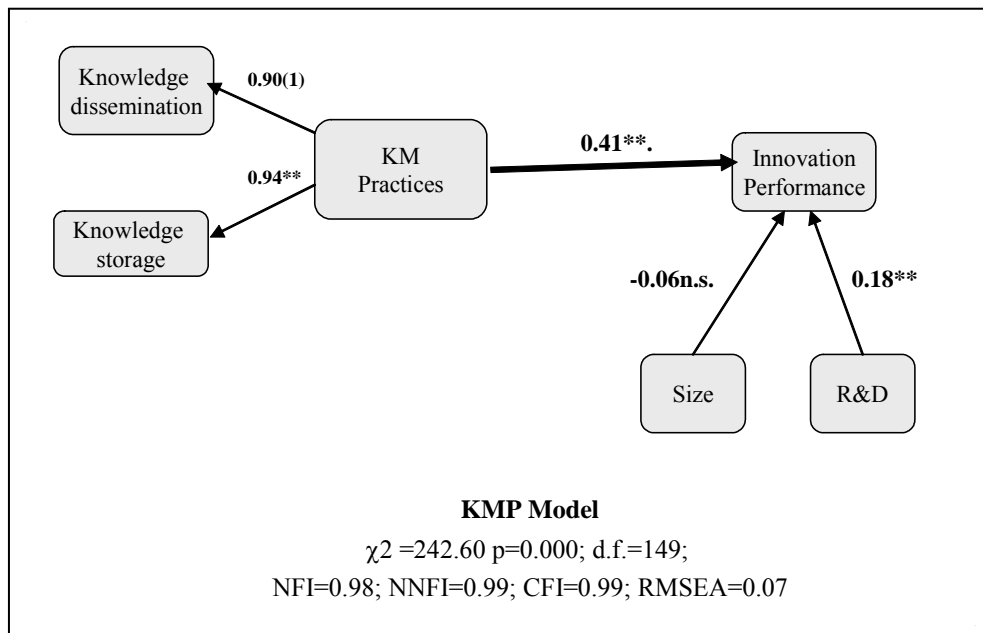 Knowledge
dissemination
0.90(1)
KM
Practices
0.94**
Knowledge
storage
0.41**.
Innovation
Performance
-0.06n.s.
0.18**
Size
R&D
KMP Model
χ2 =242.60 p=0.000; d.f.=149;
NFI=0.98; NNFI=0.99; CFI=0.99; RMSEA=0.07